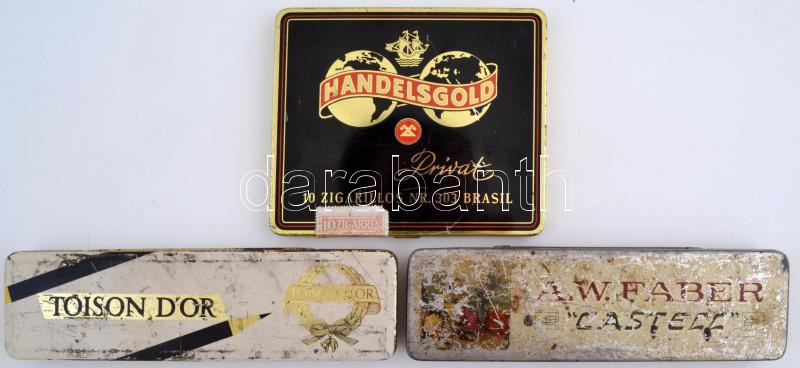 HANDELSGOLD
Privat
10 ZIGARILLOS NR. 303 BRASIL
10 ZIGARREN
darabanth
TOISON D'OR
TOISON D'OR
A.W. FABER
"CASTELL"